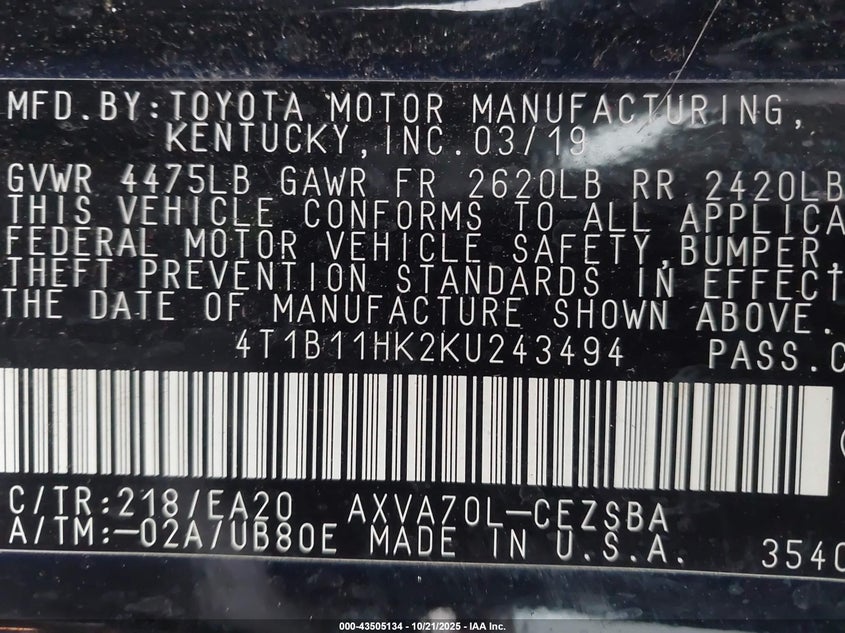 MFD.BY:TOYOTA MOTOR MANUFACTURING,
KENTUCKY,INC.03/19
GVWR 4475LB GAWR FR 2620LB RR 2420LB
THIS VEHICLE CONFORMS TO ALL APPLICA
FEDERAL MOTOR VEHICLE SAFETY,BUMPER,
THEFT PREVENTION STANDARDS IN EFFECT
THE DATE OF MANUFACTURE SHOWN ABOVE.
4T1B11HK2KU243494 PASS.C
C/TR:218/EA20 AXVA70L-CEZSBA
A/TM:-02A/UB80E MADE IN U.S.A. 3540
000-43505134 - 10/21/2025 - IAA Inc.